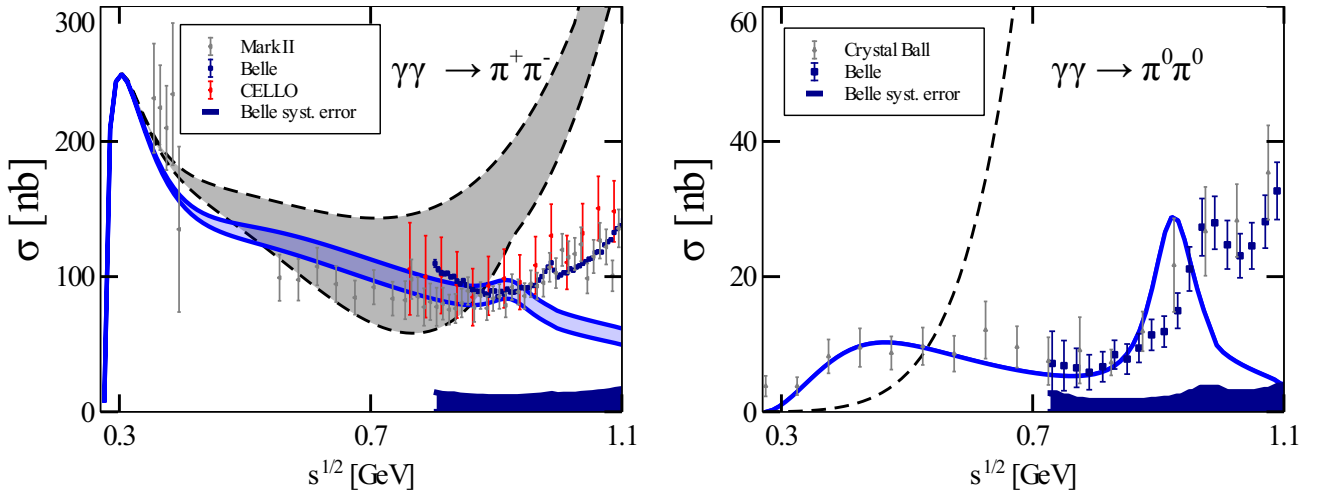 300
200
100
0
σ [nb]
Mark II
Belle
CELLO
Belle syst. error
γγ → π⁺π⁻
0.3
0.7
1.1
s^{1/2} [GeV]
60
40
20
0
σ [nb]
Crystal Ball
Belle
Belle syst. error
γγ → π⁰π⁰
0.3
0.7
1.1
s^{1/2} [GeV]